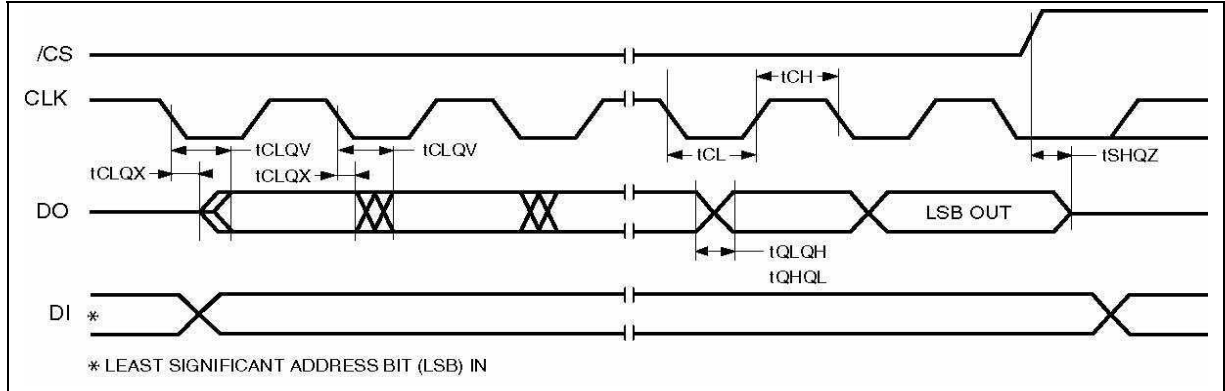 /CS
tCH
CLK
tCLQV
tCLQV
tCL
tSHQZ
tCLQX
tCLQX
DO
LSB OUT
tQLQH
tQHQL
DI
*
* LEAST SIGNIFICANT ADDRESS BIT (LSB) IN